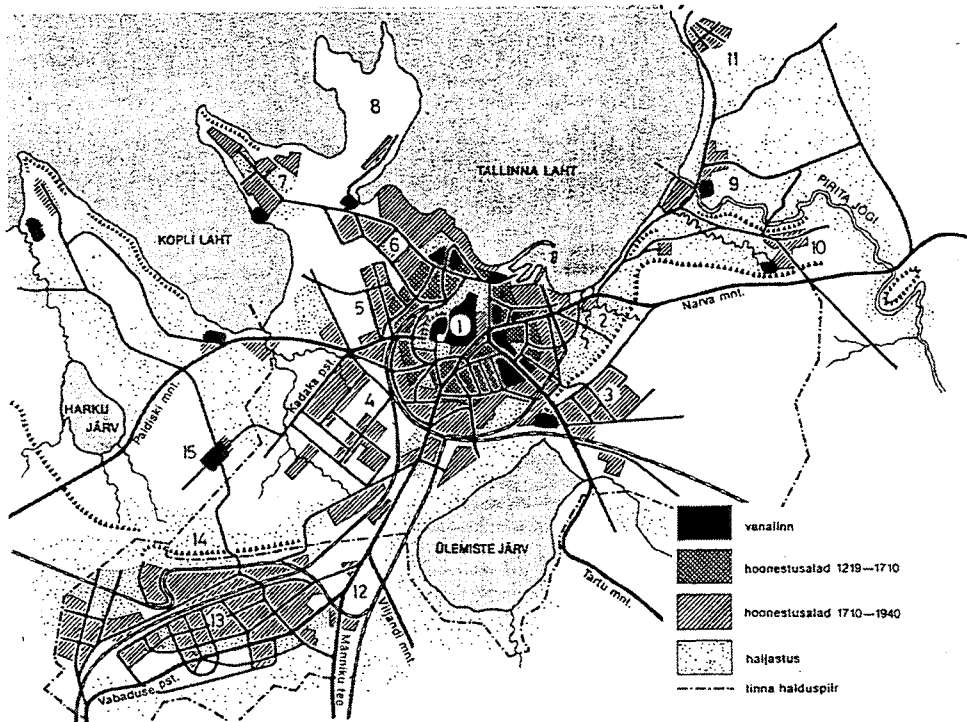 11
8
TALLINNA LAHT
7
9
PIRITA JÕGI
KOPLI LAHT
6
10
5
Narva mnt.
1
2
Paldiski mnt.
Kadaka pst.
4
3
HARKU
JÄRV
15
ÜLEMISTE JÄRV
14
12
Viljandi mnt.
Tartu mnt.
13
Männiku tee
Vabaduse pst.
vanalinn
hoonestusalad 1219—1710
hoonestusalad 1710—1940
haljastus
linna halduspiir